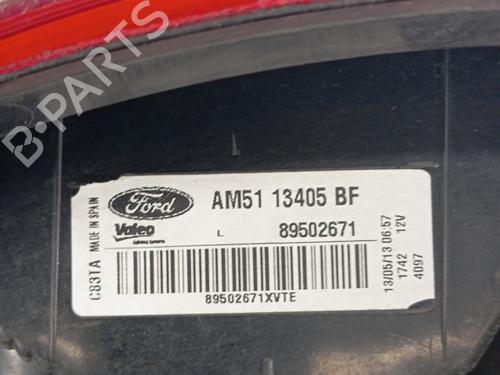 B-PARTS
Ford
AM51 13405 BF
Valeo
L
89502671
89502671XVTE
C83TA MADE IN SPAIN
13/05/13 06:57
1742 12V
4097